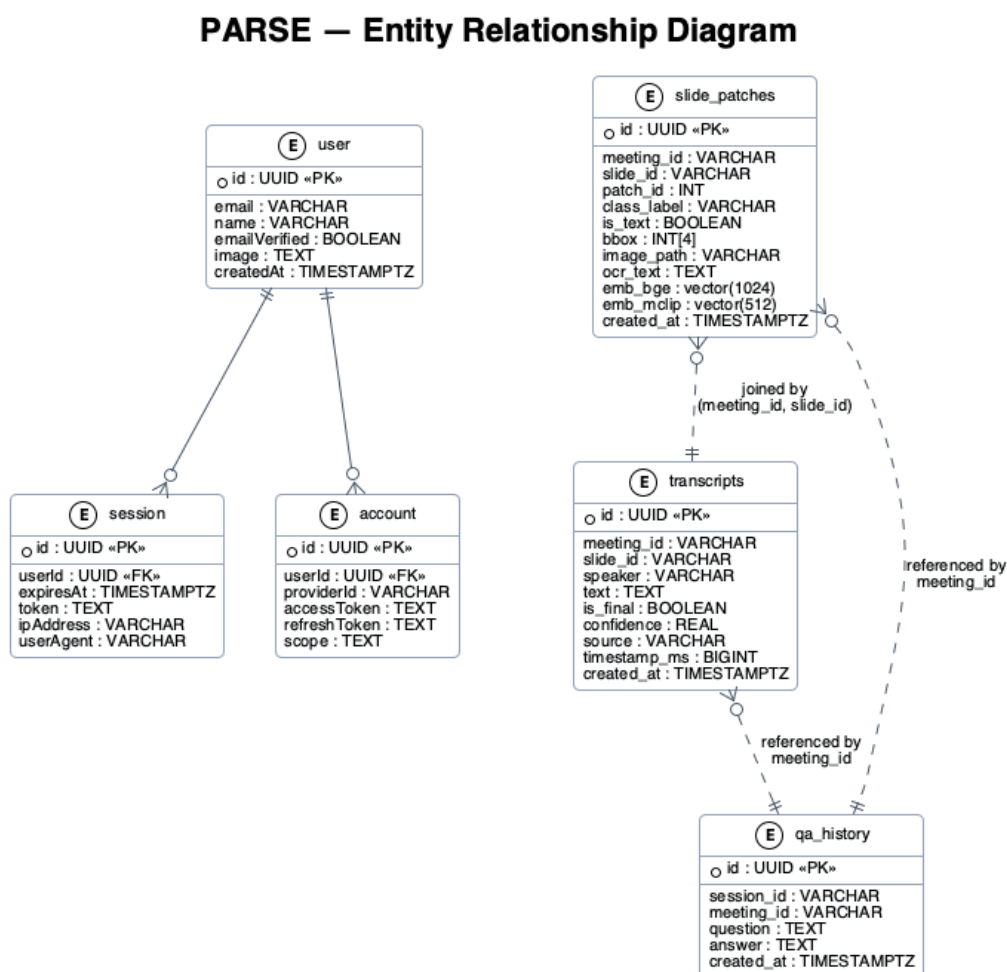 PARSE — Entity Relationship Diagram
E user
id : UUID «PK»
email : VARCHAR
name : VARCHAR
emailVerified : BOOLEAN
image : TEXT
createdAt : TIMESTAMPTZ
E slide_patches
id : UUID «PK»
meeting_id : VARCHAR
slide_id : VARCHAR
patch_id : INT
class_label : VARCHAR
is_text : BOOLEAN
bbox : INT[4]
image_path : VARCHAR
ocr_text : TEXT
emb_bge : vector(1024)
emb_mclip : vector(512)
created_at : TIMESTAMPTZ
joined by
(meeting_id, slide_id)
E session
id : UUID «PK»
userId : UUID «FK»
expiresAt : TIMESTAMPTZ
token : TEXT
ipAddress : VARCHAR
userAgent : VARCHAR
E account
id : UUID «PK»
userId : UUID «FK»
providerId : VARCHAR
accessToken : TEXT
refreshToken : TEXT
scope : TEXT
E transcripts
id : UUID «PK»
meeting_id : VARCHAR
slide_id : VARCHAR
speaker : VARCHAR
text : TEXT
is_final : BOOLEAN
confidence : REAL
source : VARCHAR
timestamp_ms : BIGINT
created_at : TIMESTAMPTZ
referenced by
meeting_id
referenced by
meeting_id
E qa_history
id : UUID «PK»
session_id : VARCHAR
meeting_id : VARCHAR
question : TEXT
answer : TEXT
created_at : TIMESTAMPTZ